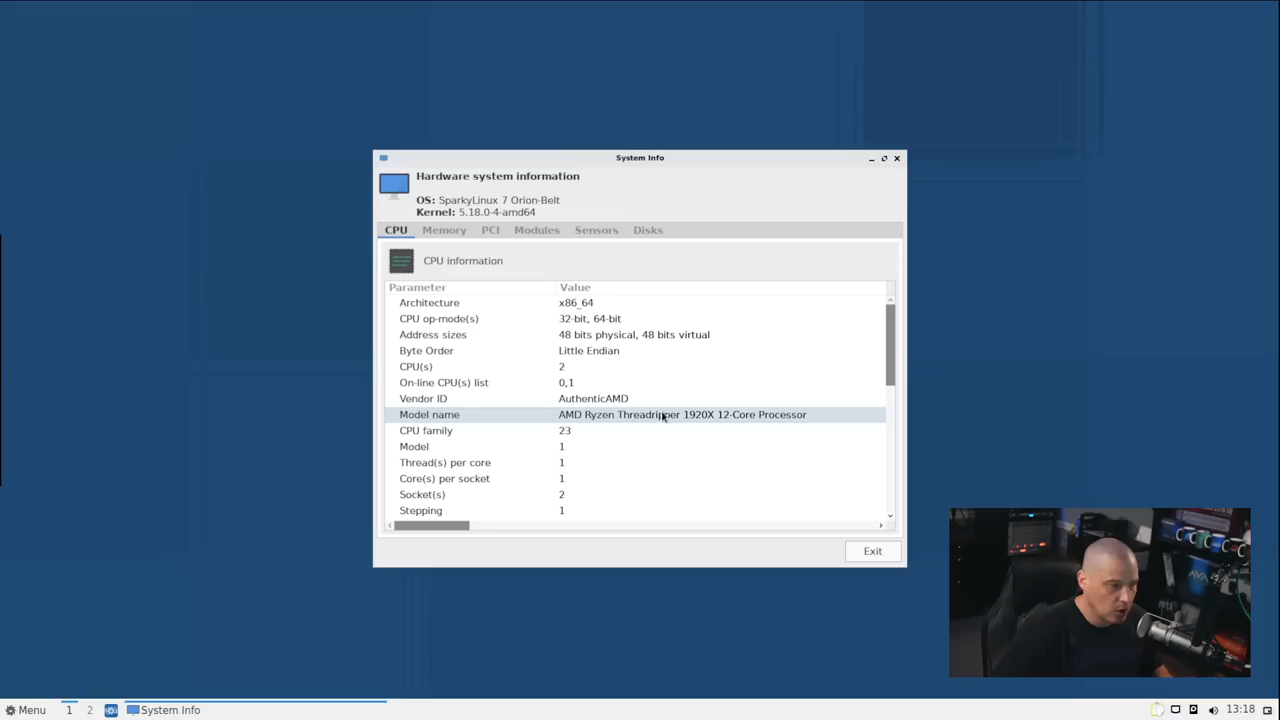 System Info
Hardware system information
OS: SparkyLinux 7 Orion-Belt
Kernel: 5.18.0-4-amd64
CPU Memory PCI Modules Sensors Disks
CPU information
Parameter Value
Architecture x86_64
CPU op-mode(s) 32-bit, 64-bit
Address sizes 48 bits physical, 48 bits virtual
Byte Order Little Endian
CPU(s) 2
On-line CPU(s) list 0,1
Vendor ID AuthenticAMD
Model name AMD Ryzen Threadripper 1920X 12-Core Processor
CPU family 23
Model 1
Thread(s) per core 1
Core(s) per socket 1
Socket(s) 2
Stepping 1
Exit
Menu 1 2 System Info 13:18